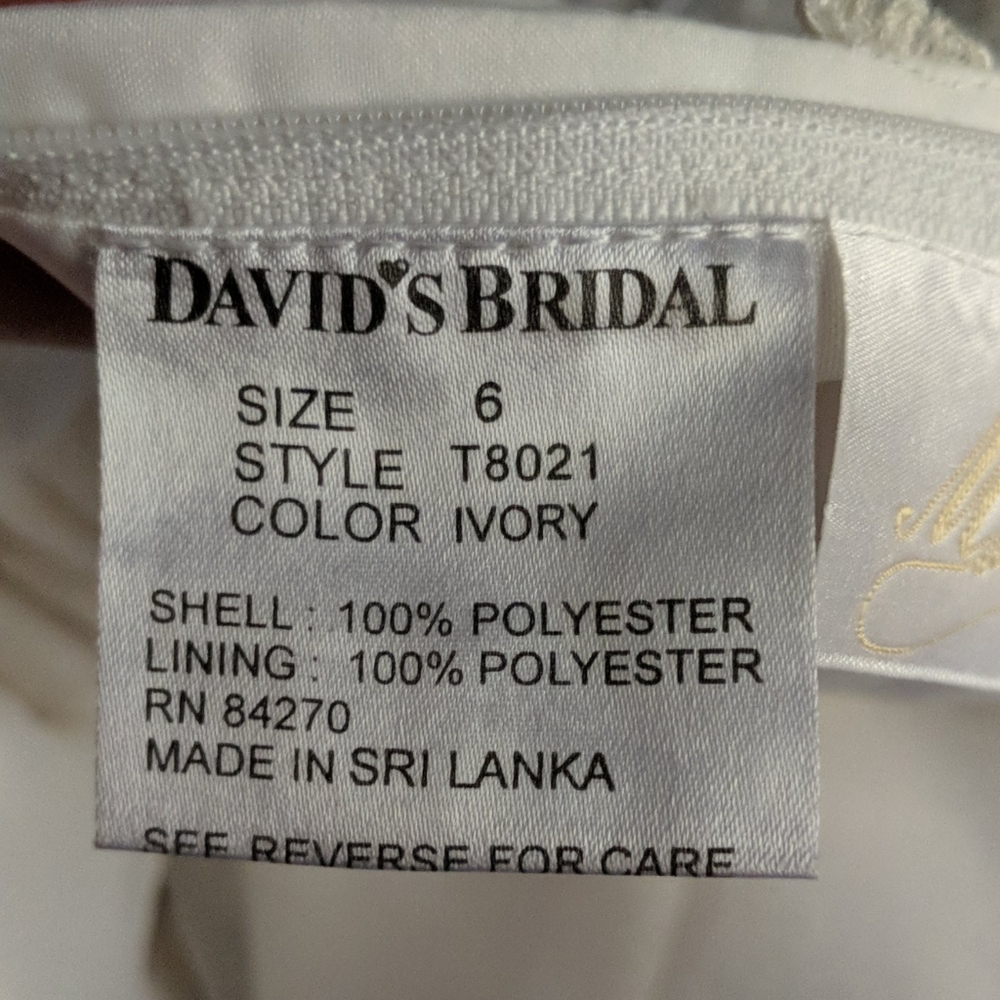 DAVID'S BRIDAL
SIZE 6
STYLE T8021
COLOR IVORY
SHELL : 100% POLYESTER
LINING : 100% POLYESTER
RN 84270
MADE IN SRI LANKA
SEE REVERSE FOR CARE